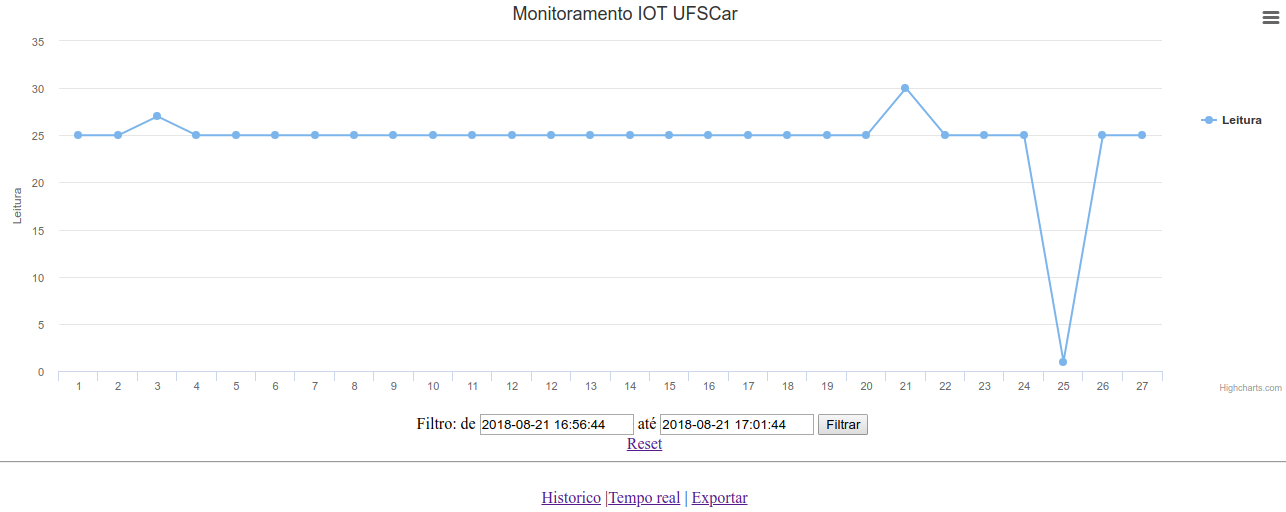 Monitoramento IOT UFSCar
35
30
25
20
15
10
5
0
Leitura
Leitura
1 2 3 4 5 6 7 8 9 10 11 12 12 13 14 15 16 17 18 19 20 21 22 23 24 25 26 27
Highcharts.com
Filtro: de 2018-08-21 16:56:44 até 2018-08-21 17:01:44 Filtrar
Reset
Historico |Tempo real | Exportar